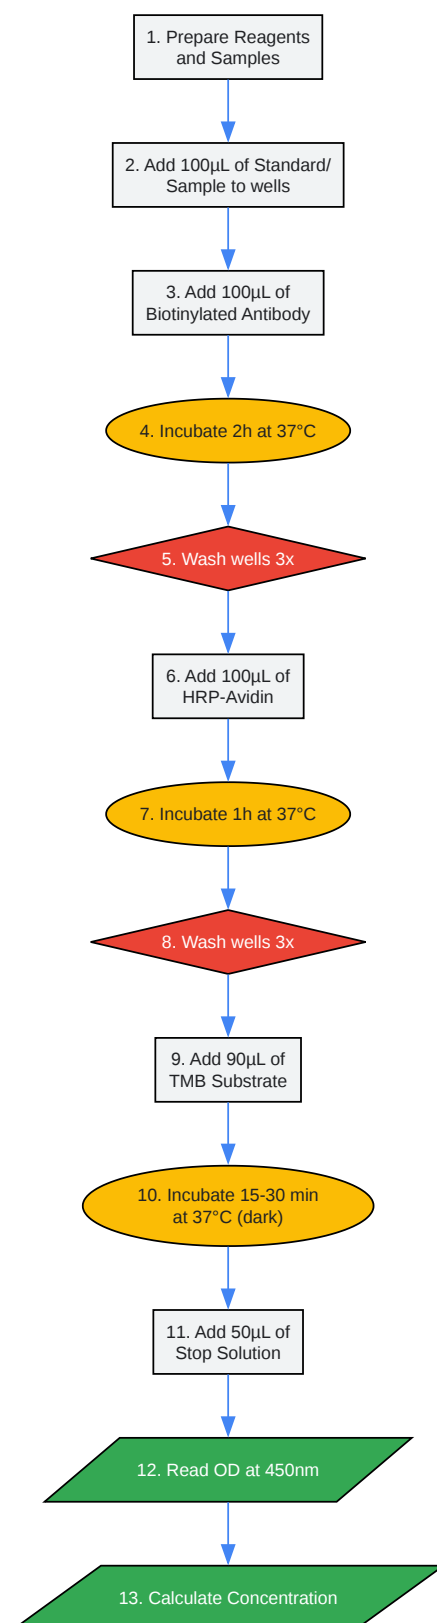 1. Prepare Reagents
and Samples
2. Add 100µL of Standard/
Sample to wells
3. Add 100µL of
Biotinylated Antibody
4. Incubate 2h at 37°C
5. Wash wells 3x
6. Add 100µL of
HRP-Avidin
7. Incubate 1h at 37°C
8. Wash wells 3x
9. Add 90µL of
TMB Substrate
10. Incubate 15-30 min
at 37°C (dark)
11. Add 50µL of
Stop Solution
12. Read OD at 450nm
13. Calculate Concentration